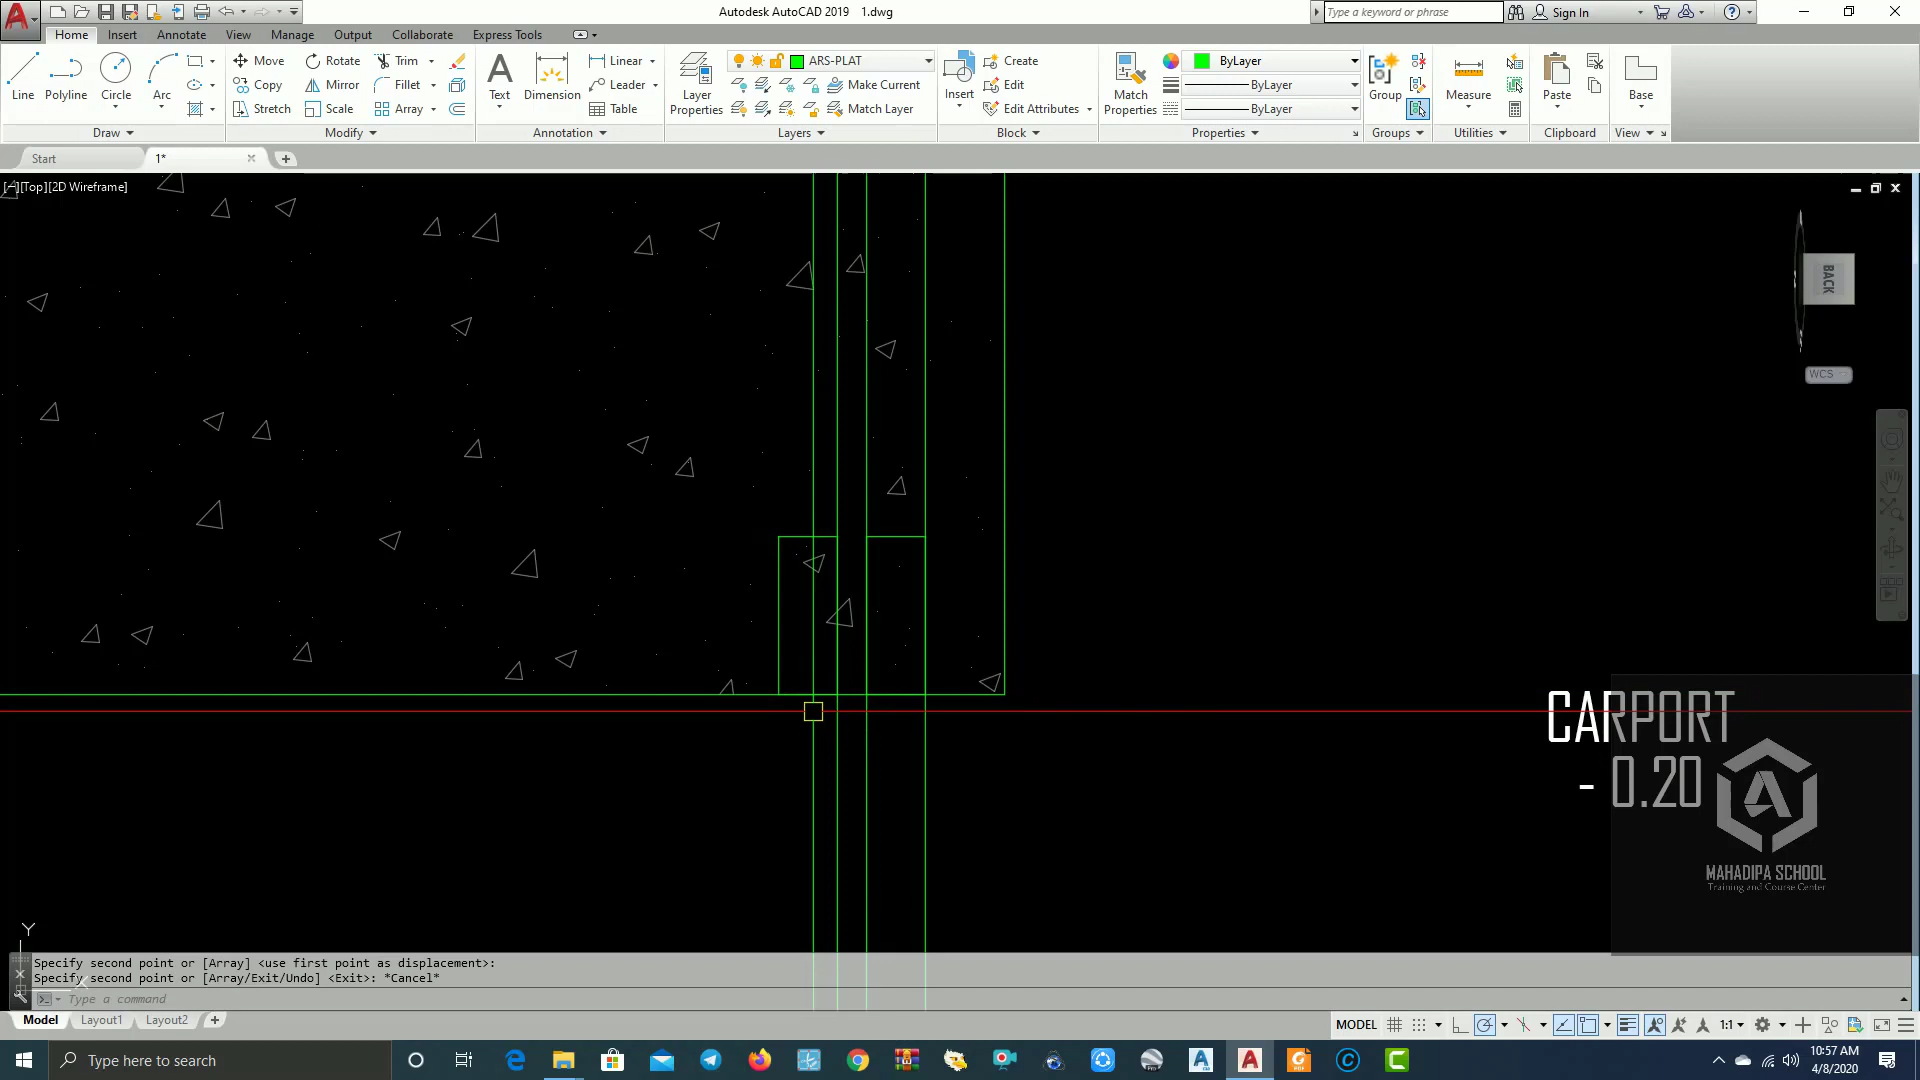 Autodesk AutoCAD 2019 1.dwg
Type a keyword or phrase
Sign In
Home Insert Annotate View Manage Output Collaborate Express Tools
Line Polyline Circle Arc
Draw
Move Rotate Trim
Copy Mirror Fillet
Stretch Scale Array
Modify
Text Dimension
Linear
Leader
Table
Annotation
Layer Properties
ARS-PLAT
Make Current
Match Layer
Layers
Insert
Create
Edit
Edit Attributes
Block
Match Properties
ByLayer
ByLayer
ByLayer
Properties
Group
Groups
Measure
Utilities
Paste
Clipboard
Base
View
Start 1*
[−][Top][2D Wireframe]
BACK
WCS
CARPORT
- 0.20
MAHADIPA SCHOOL
Training and Course Center
Y
Specify second point or [Array] <use first point as displacement>:
Specify second point or [Array/Exit/Undo] <Exit>: *Cancel*
Type a command
Model Layout1 Layout2
MODEL 1:1
Type here to search
10:57 AM
4/8/2020